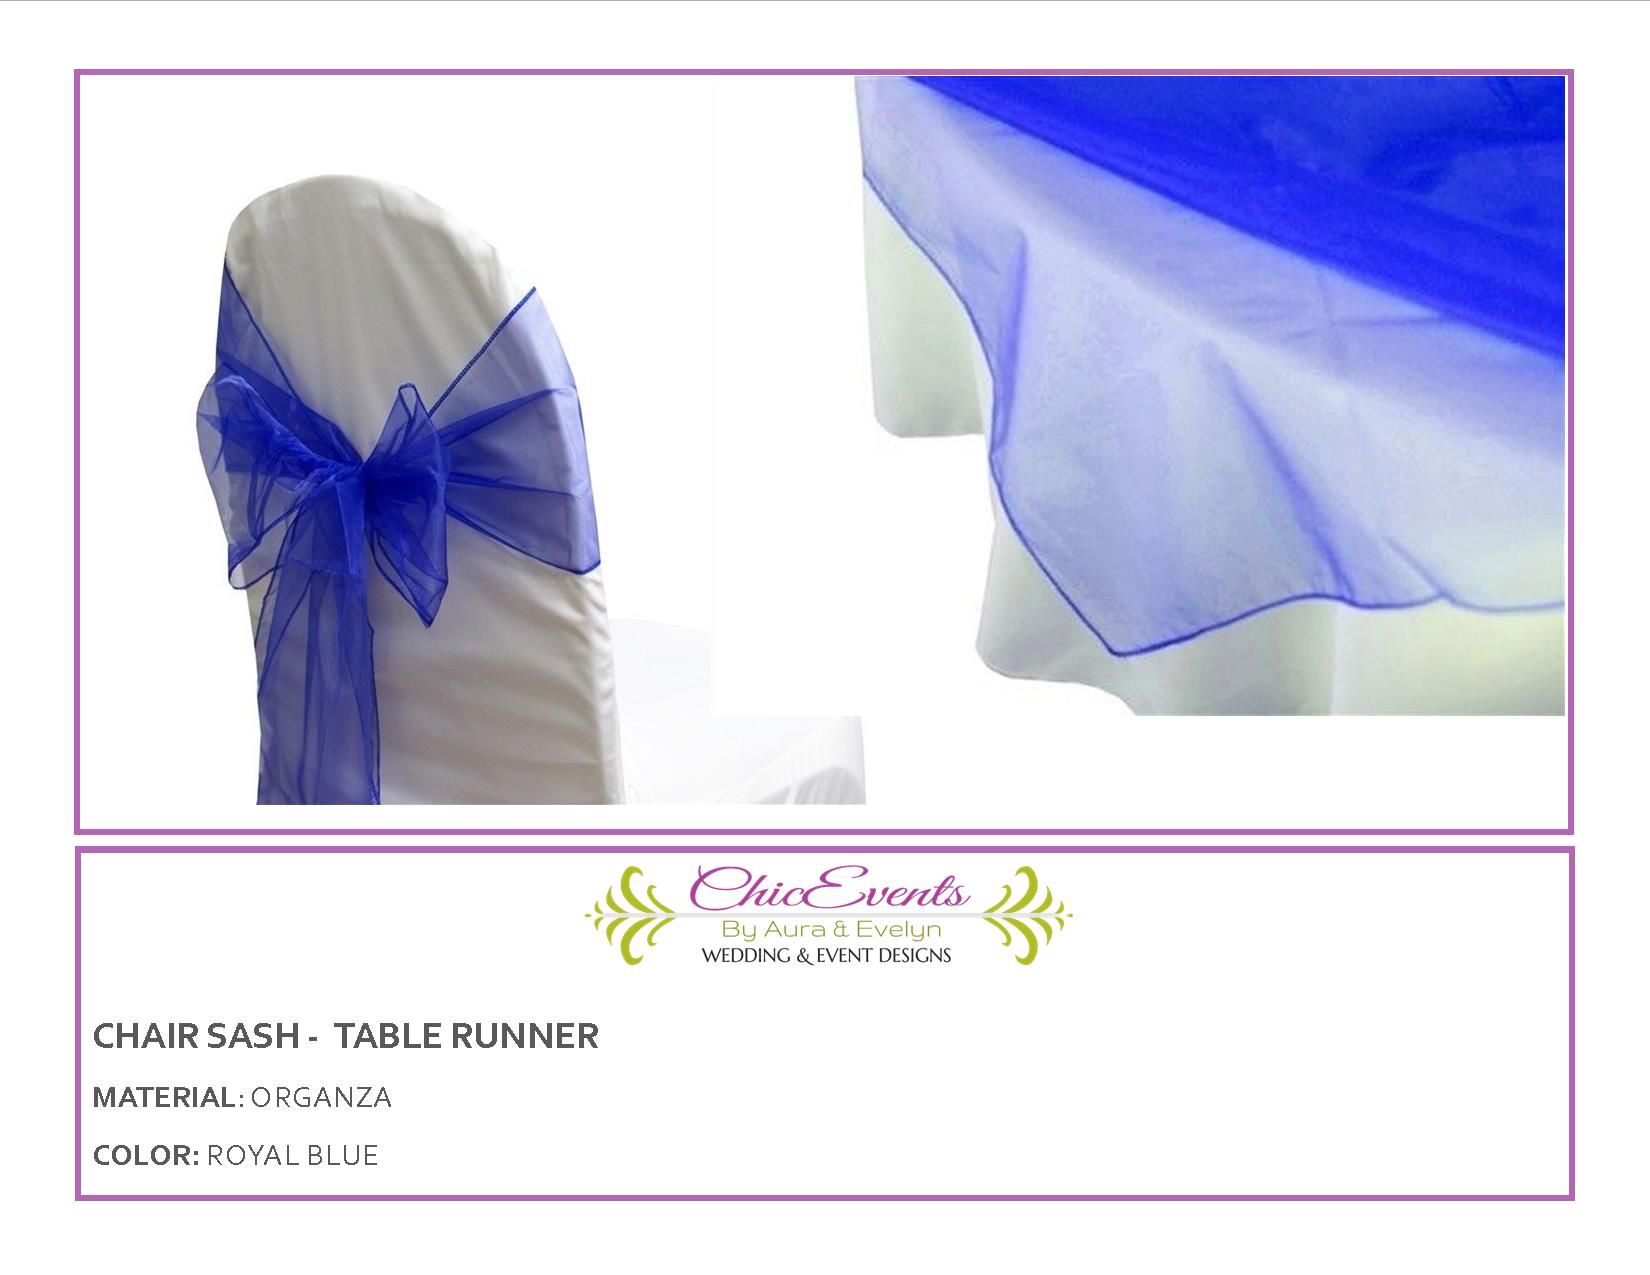 ChicEvents
By Aura & Evelyn
WEDDING & EVENT DESIGNS
CHAIR SASH - TABLE RUNNER
MATERIAL: ORGANZA
COLOR: ROYAL BLUE